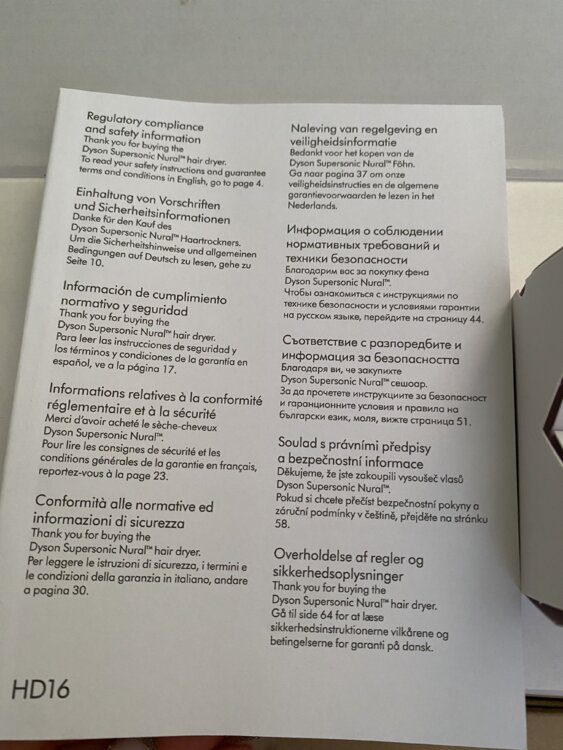 Regulatory compliance
and safety information
Thank you for buying the
Dyson Supersonic Nural™ hair dryer.
To read your safety instructions and guarantee
terms and conditions in English, go to page 4.
Einhaltung von Vorschriften
und Sicherheitsinformationen
Danke für den Kauf des
Dyson Supersonic Nural™ Haartrockners.
Um die Sicherheitshinweise und allgemeinen
Bedingungen auf Deutsch zu lesen, gehe zu
Seite 10.
Información de cumplimiento
normativo y seguridad
Thank you for buying the
Dyson Supersonic Nural™ hair dryer.
Para leer las instrucciones de seguridad y
los términos y condiciones de la garantía en
español, ve a la página 17.
Informations relatives à la conformité
réglementaire et à la sécurité
Merci d'avoir acheté le sèche-cheveux
Dyson Supersonic Nural™.
Pour lire les consignes de sécurité et les
conditions générales de la garantie en français,
reportez-vous à la page 23.
Conformità alle normative ed
informazioni di sicurezza
Thank you for buying the
Dyson Supersonic Nural™ hair dryer.
Per leggere le istruzioni di sicurezza, i termini e
le condizioni della garanzia in italiano, andare
a pagina 30.
HD16
Naleving van regelgeving en
veiligheidsinformatie
Bedankt voor het kopen van de
Dyson Supersonic Nural™ Föhn.
Ga naar pagina 37 om onze
veiligheidsinstructies en de algemene
garantievoorwaarden te lezen in het
Nederlands.
Информация о соблюдении
нормативных требований и
техники безопасности
Благодарим вас за покупку фена
Dyson Supersonic Nural™.
Чтобы ознакомиться с инструкциями по
технике безопасности и условиями гарантии
на русском языке, перейдите на страницу 44.
Съответствие с разпоредбите и
информация за безопасността
Благодаря ви, че закупихте
Dyson Supersonic Nural™ сешоар.
За да прочетете инструкциите за безопасност
и гаранционните условия и правила на
български език, моля, вижте страница 51.
Soulad s právními předpisy
a bezpečnostní informace
Děkujeme, že jste zakoupili vysoušeč vlasů
Dyson Supersonic Nural™.
Pokud si chcete přečíst bezpečnostní pokyny a
záruční podmínky v češtině, přejděte na stránku
58.
Overholdelse af regler og
sikkerhedsoplysninger
Thank you for buying the
Dyson Supersonic Nural™ hair dryer.
Gå til side 64 for at læse
sikkerhedsinstruktionerne vilkårene og
betingelserne for garanti på dansk.